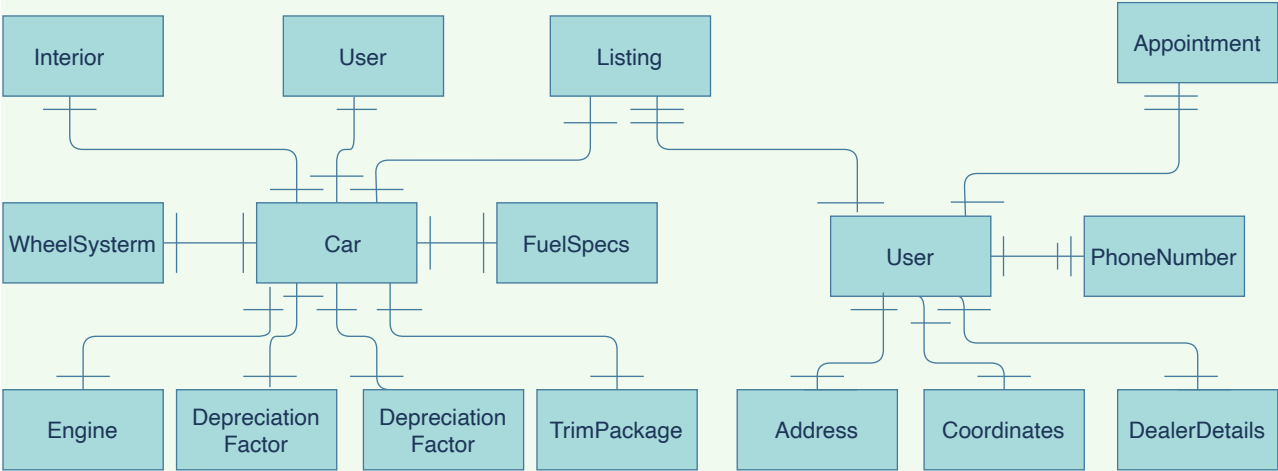 Interior
User
Listing
Appointment
WheelSysterm
Car
FuelSpecs
User
PhoneNumber
Engine
Depreciation
Factor
Depreciation
Factor
TrimPackage
Address
Coordinates
DealerDetails